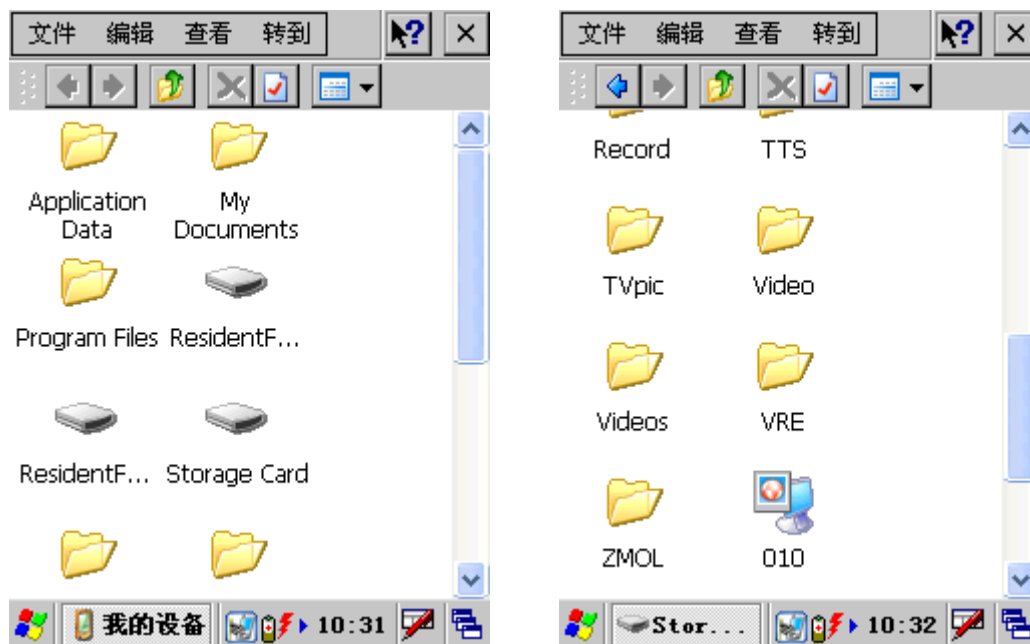 文件 编辑 查看 转到
Application Data
My Documents
Program Files
ResidentF...
ResidentF...
Storage Card
我的设备
10:31
文件 编辑 查看 转到
Record
TTS
TVpic
Video
Videos
VRE
ZMOL
010
Stor...
10:32